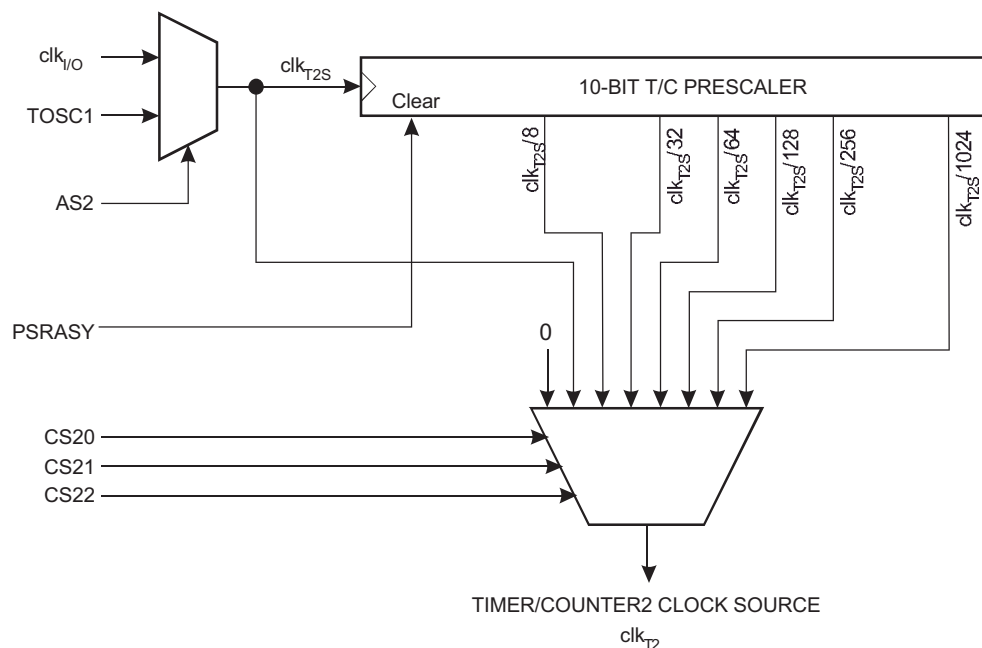 clkI/O
clkT2S
10-BIT T/C PRESCALER
TOSC1
Clear
clkT2S/8
clkT2S/32
clkT2S/64
clkT2S/128
clkT2S/256
clkT2S/1024
AS2
PSRASY
0
CS20
CS21
CS22
TIMER/COUNTER2 CLOCK SOURCE
clkT2